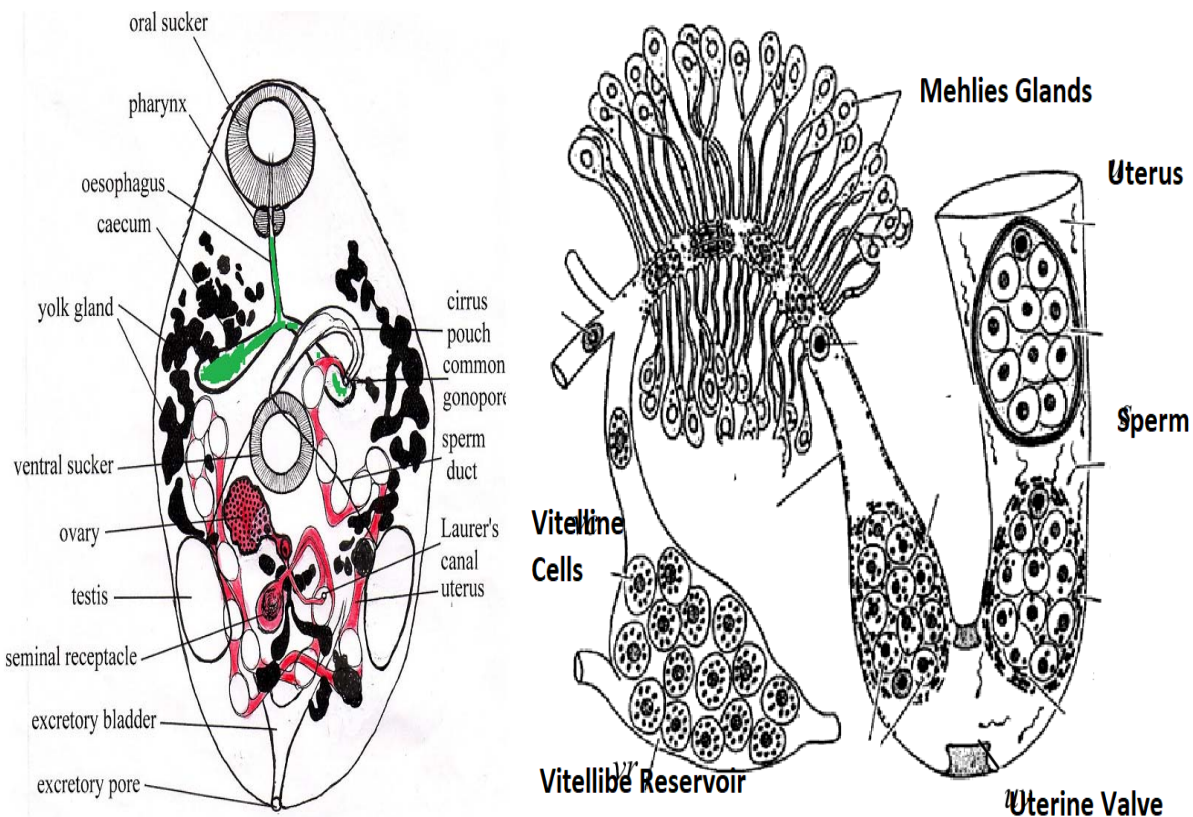 oral sucker
pharynx
oesophagus
caecum
yolk gland
ventral sucker
ovary
testis
seminal receptacle
excretory bladder
excretory pore
cirrus
pouch
common
gonopore
sperm
duct
Laurer's
canal
uterus
Mehlies Glands
Uterus
Sperm
Vitelline
Cells
Vitellibe Reservoir
vr
Uterine Valve